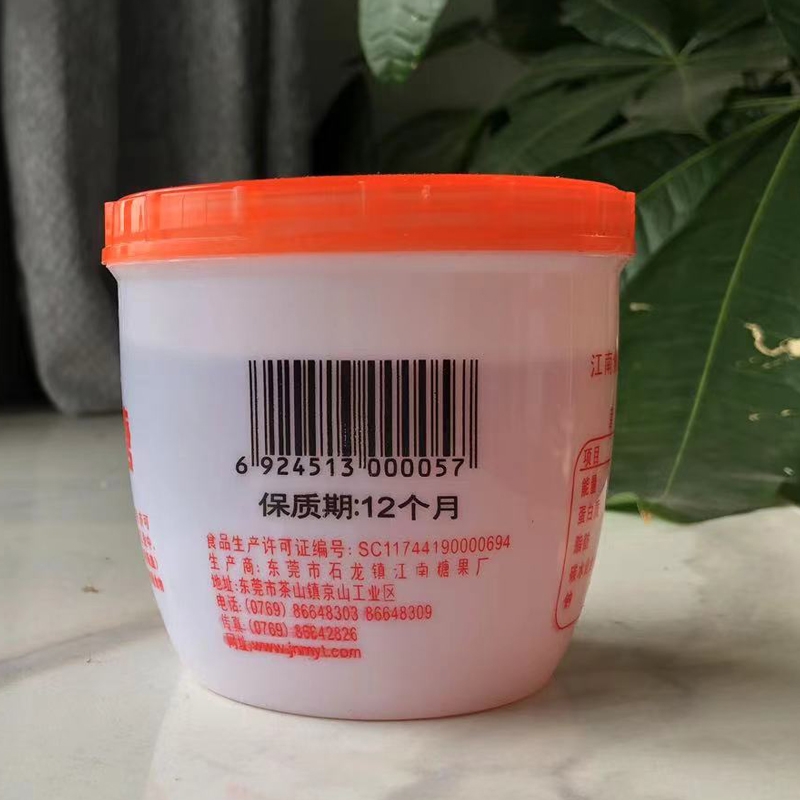 6 924513 000057
保质期:12个月
食品生产许可证编号: SC11744190000694
生产商: 东莞市石龙镇江南糖果厂
地址: 东莞市茶山镇京山工业区
电话: (0769) 86648303 86648309
传真: (0769) 86642826
网址: www.jnmyt.com
江南
项目
能量
蛋白质
脂肪
碳水
钠